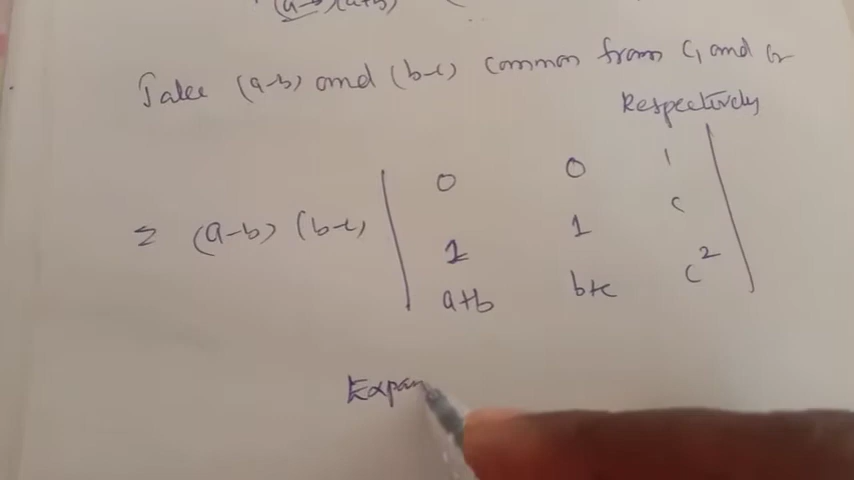 (a-b) (a+b) (
Take (a-b) and (b-c) common from C1 and C2
Respectively
= (a-b) (b-c) | 0 0 1 |
1 1 c
a+b b+c c²
Expan